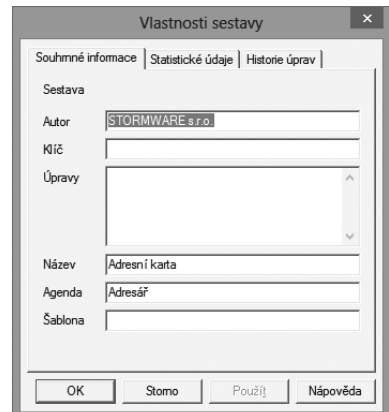 Vlastnosti sestavy
Souhrnné informace Statistické údaje Historie úprav
Sestava
Autor STORMWARE s.r.o.
Klíč
Úpravy
Název Adresní karta
Agenda Adresář
Šablona
OK Storno Použít Nápověda